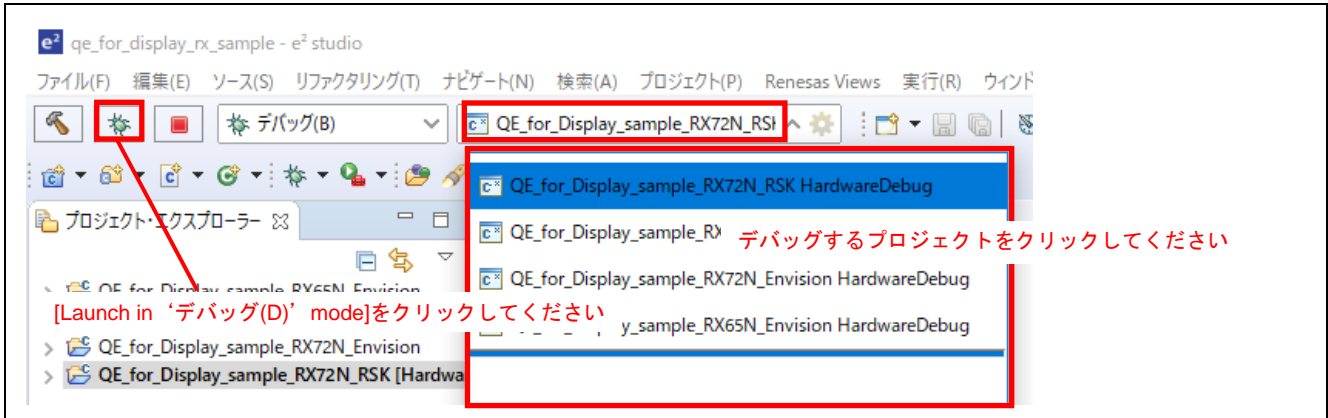 e² qe_for_display_rx_sample - e² studio
ファイル(F) 編集(E) ソース(S) リファクタリング(T) ナビゲート(N) 検索(A) プロジェクト(P) Renesas Views 実行(R) ウィンド
デバッグ(B) QE_for_Display_sample_RX72N_RSK
QE_for_Display_sample_RX72N_RSK HardwareDebug
プロジェクト・エクスプローラー
QE_for_Display_sample_RX
デバッグするプロジェクトをクリックしてください
QE_for_Display_sample_RX72N_Envision HardwareDebug
QE_for_Display_sample_RX65N_Envision
[Launch in ‘デバッグ(D)’ mode]をクリックしてください
y_sample_RX65N_Envision HardwareDebug
QE_for_Display_sample_RX72N_Envision
QE_for_Display_sample_RX72N_RSK [Hardwa